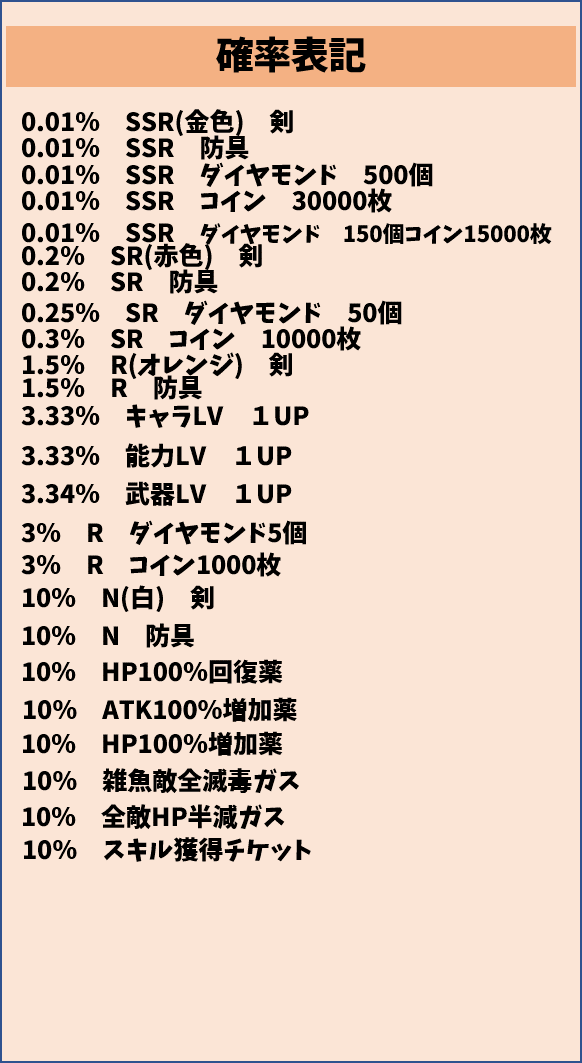 確率表記
0.01%　SSR(金色)　剣
0.01%　SSR　防具
0.01%　SSR　ダイヤモンド　500個
0.01%　SSR　コイン　30000枚
0.01%　SSR　ダイヤモンド　150個コイン15000枚
0.2%　SR(赤色)　剣
0.2%　SR　防具
0.25%　SR　ダイヤモンド　50個
0.3%　SR　コイン　10000枚
1.5%　R(オレンジ)　剣
1.5%　R　防具
3.33%　キャラLV　１UP
3.33%　能力LV　１UP
3.34%　武器LV　１UP
3%　R　ダイヤモンド5個
3%　R　コイン1000枚
10%　N(白)　剣
10%　N　防具
10%　HP100%回復薬
10%　ATK100%増加薬
10%　HP100%増加薬
10%　雑魚敵全滅毒ガス
10%　全敵HP半減ガス
10%　スキル獲得チケット